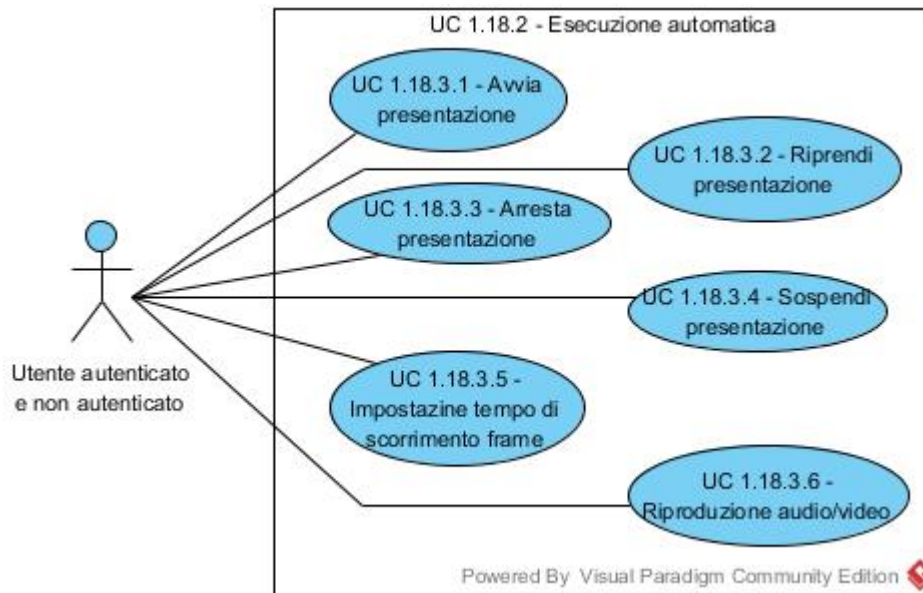 UC 1.18.2 - Esecuzione automatica
UC 1.18.3.1 - Avvia
presentazione
UC 1.18.3.2 - Riprendi
presentazione
UC 1.18.3.3 - Arresta
presentazione
UC 1.18.3.4 - Sospendi
presentazione
Utente autenticato
e non autenticato
UC 1.18.3.5 -
Impostazine tempo di
scorrimento frame
UC 1.18.3.6 -
Riproduzione audio/video
Powered By Visual Paradigm Community Edition